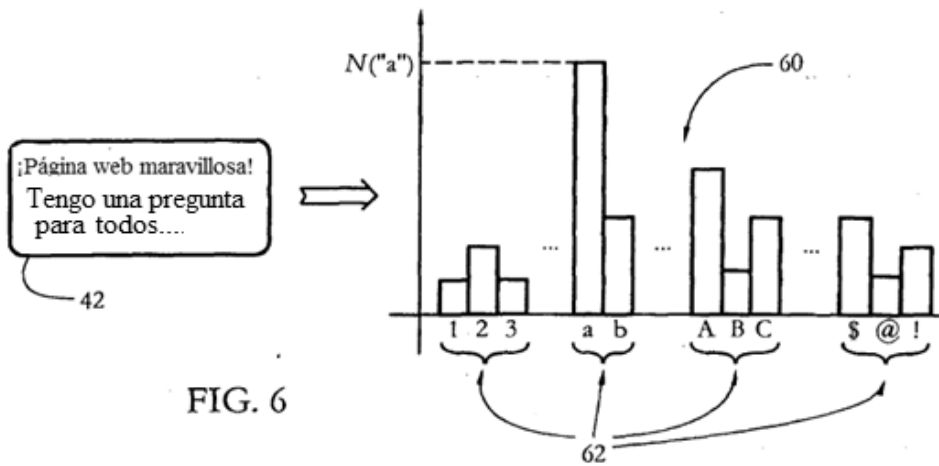 N("a")
60
¡Página web maravillosa!
Tengo una pregunta
para todos....
... ... ...
42
1 2 3 a b A B C $ @ !
FIG. 6
62